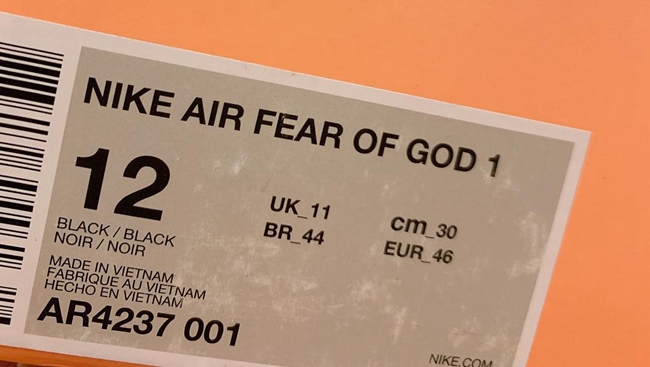 NIKE AIR FEAR OF GOD 1
12
UK_11
cm_30
BR_44
EUR_46
BLACK / BLACK
NOIR / NOIR
MADE IN VIETNAM
FABRIQUE AU VIETNAM
HECHO EN VIETNAM
AR4237 001
NIKE.COM